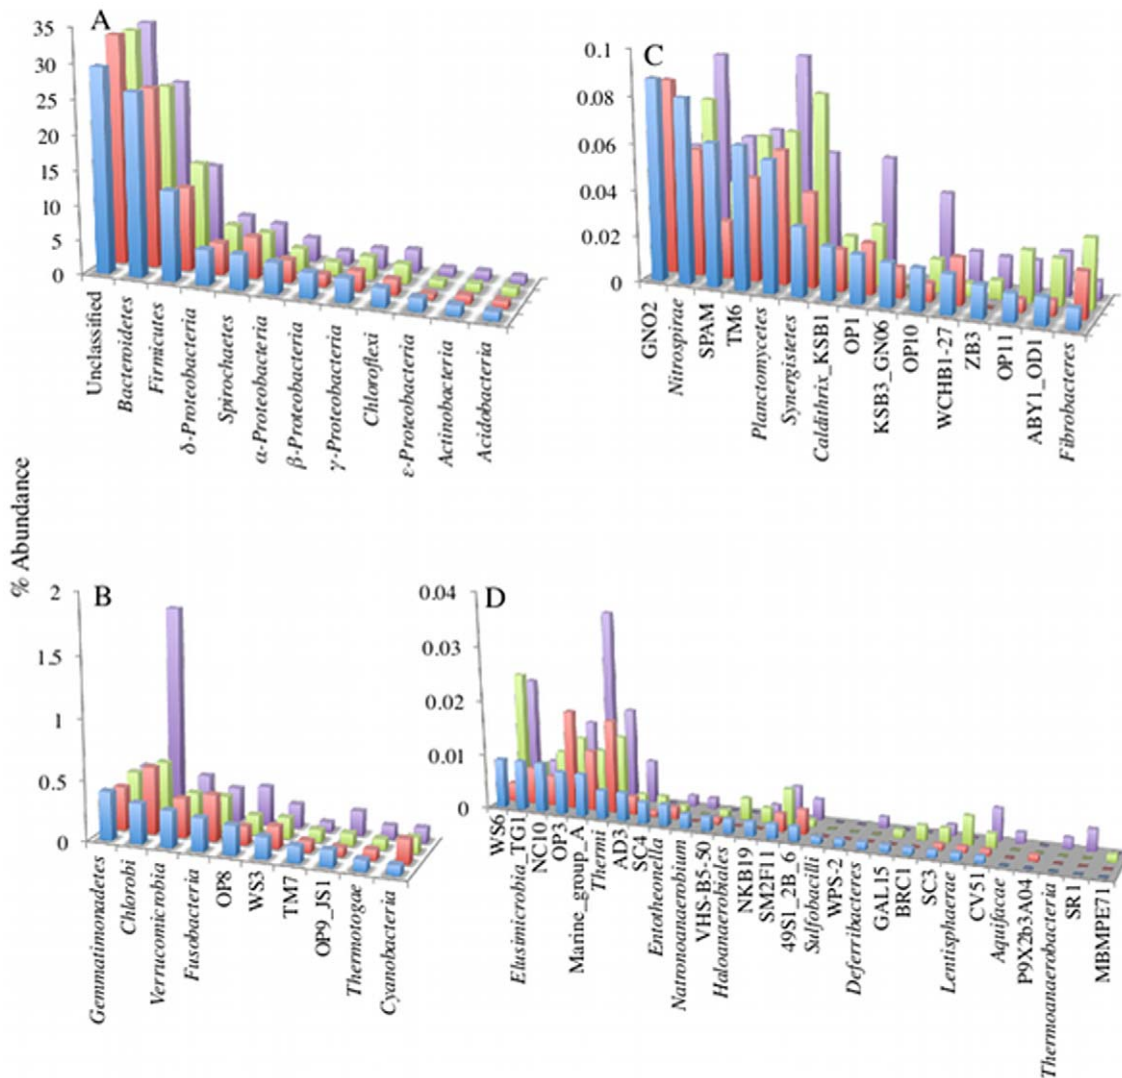 % Abundance
A
35
30
25
20
15
10
5
0
Unclassified
Bacteroidetes
Firmicutes
δ-Proteobacteria
Spirochaetes
α-Proteobacteria
β-Proteobacteria
γ-Proteobacteria
Chloroflexi
ε-Proteobacteria
Actinobacteria
Acidobacteria
C
0.1
0.08
0.06
0.04
0.02
0
GNO2
Nitrospirae
SPAM
TM6
Planctomycetes
Synergistetes
Caldithrix_KSB1
OP1
KSB3_GN06
OP10
WCHB1-27
ZB3
OP11
ABY1_OD1
Fibrobacteres
B
2
1.5
1
0.5
0
Gemmatimonadetes
Chlorobi
Verrucomicrobia
Fusobacteria
OP8
WS3
TM7
OP9_JS1
Thermotogae
Cyanobacteria
D
0.04
0.03
0.02
0.01
0
WS6
Elusimicrobia_TG1
NC10
OP3
Marine_group_A
Thermi
AD3
SC4
Entotheonella
Natronoanaerobium
VHS-B5-50
Haloanaerobiales
NKB19
SM2F11
49S1_2B_6
Sulfobacilli
WPS-2
Deferribacteres
GAL15
BRC1
SC3
Lentisphaerae
CV51
Aquificae
P9X2b3A04
Thermoanaerobacteria
SR1
MBMPE71